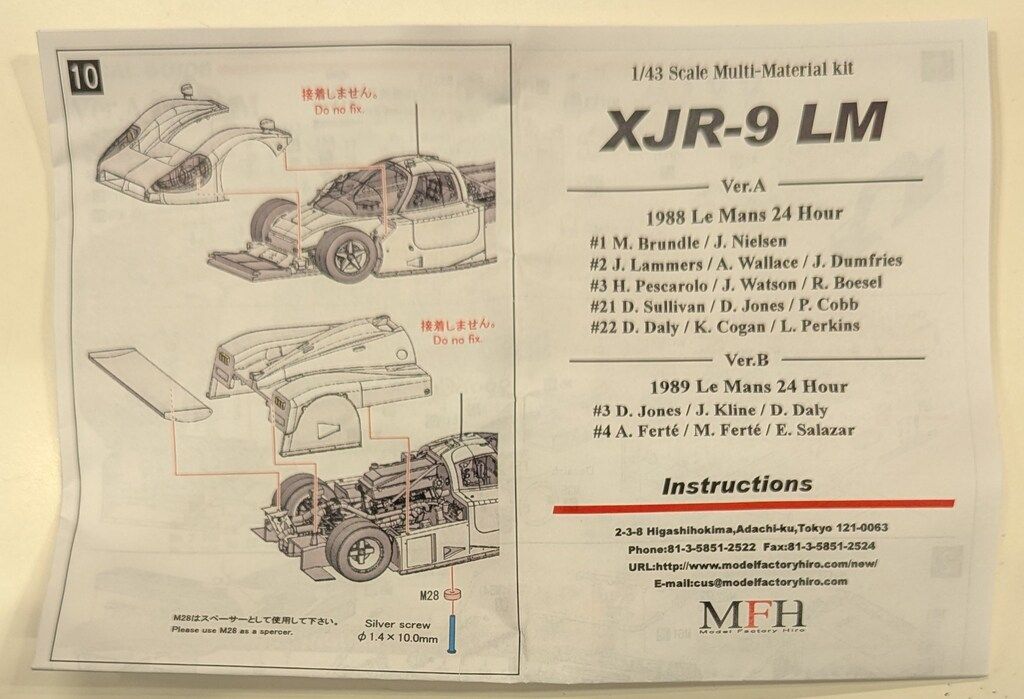 10
接着しません。
Do no fix.
接着しません。
Do no fix.
M28
M28はスペーサーとして使用して下さい。
Please use M28 as a spercer.
Silver screw
φ1.4×10.0mm
1/43 Scale Multi-Material kit
XJR-9 LM
Ver.A
1988 Le Mans 24 Hour
#1 M. Brundle / J. Nielsen
#2 J. Lammers / A. Wallace / J. Dumfries
#3 H. Pescarolo / J. Watson / R. Boesel
#21 D. Sullivan / D. Jones / P. Cobb
#22 D. Daly / K. Cogan / L. Perkins
Ver.B
1989 Le Mans 24 Hour
#3 D. Jones / J. Kline / D. Daly
#4 A. Ferté / M. Ferté / E. Salazar
Instructions
2-3-8 Higashihokima,Adachi-ku,Tokyo 121-0063
Phone:81-3-5851-2522 Fax:81-3-5851-2524
URL:http://www.modelfactoryhiro.com/new/
E-mail:cus@modelfactoryhiro.com
MFH
Model Factory Hiro